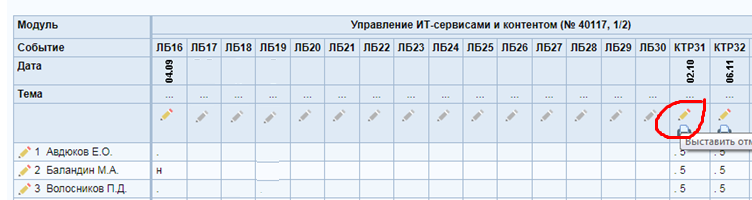 Модуль Управление ИТ-сервисами и контентом (№ 40117, 1/2)
Событие ЛБ16 ЛБ17 ЛБ18 ЛБ19 ЛБ20 ЛБ21 ЛБ22 ЛБ23 ЛБ24 ЛБ25 ЛБ26 ЛБ27 ЛБ28 ЛБ29 ЛБ30 КТР31 КТР32
Дата 04.09 02.10 06.11
Тема ... ... ... ... ... ... ... ... ... ... ... ... ... ... ... ... ...
Выставить отм
1 Авдюков Е.О. . . 5 . 5
2 Баландин М.А. н . 5 . 5
3 Волосников П.Д. . . 5 . 5